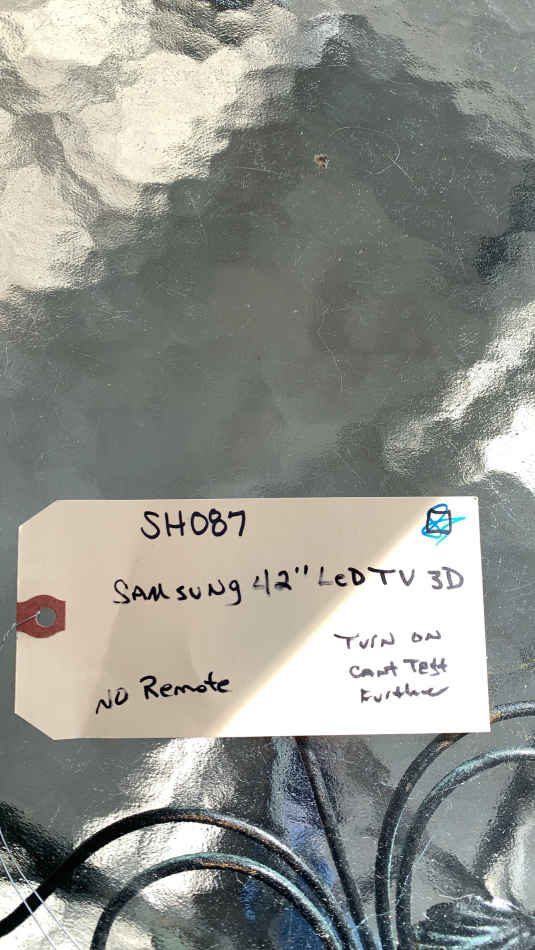 SH087
SAMSUNG 42" LeD TV 3D
TURN ON
Cant Test
Further
NO Remote